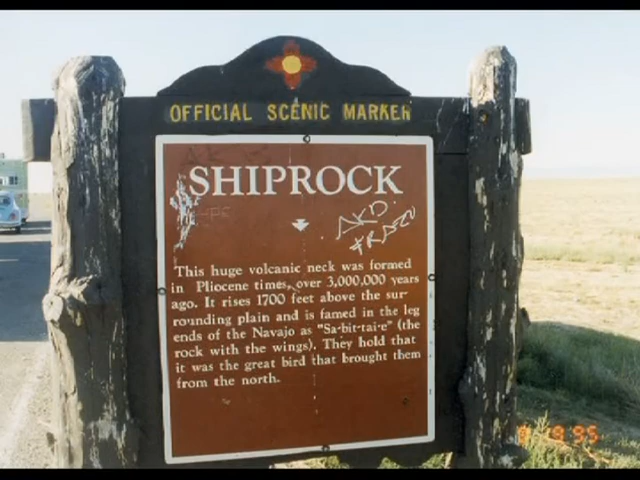 OFFICIAL SCENIC MARKER
SHIPROCK
This huge volcanic neck was formed
in Pliocene times, over 3,000,000 years
ago. It rises 1700 feet above the sur-
rounding plain and is famed in the leg
ends of the Navajo as "Sa-bit-tai-e" (the
rock with the wings). They hold that
it was the great bird that brought them
from the north.